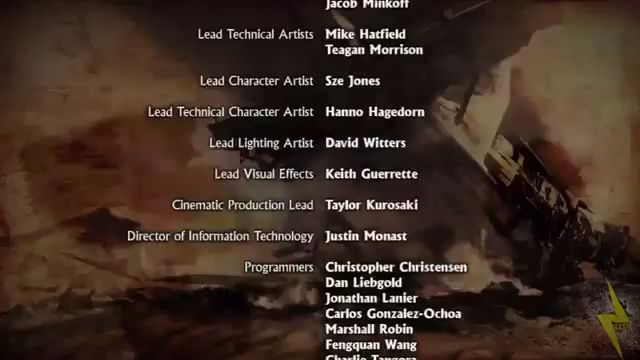 Jacob Minkoff
Lead Technical Artists Mike Hatfield
Teagan Morrison
Lead Character Artist Sze Jones
Lead Technical Character Artist Hanno Hagedorn
Lead Lighting Artist David Witters
Lead Visual Effects Keith Guerrette
Cinematic Production Lead Taylor Kurosaki
Director of Information Technology Justin Monast
Programmers Christopher Christensen
Dan Liebgold
Jonathan Lanier
Carlos Gonzalez-Ochoa
Marshall Robin
Fengquan Wang
Charlie Tangora